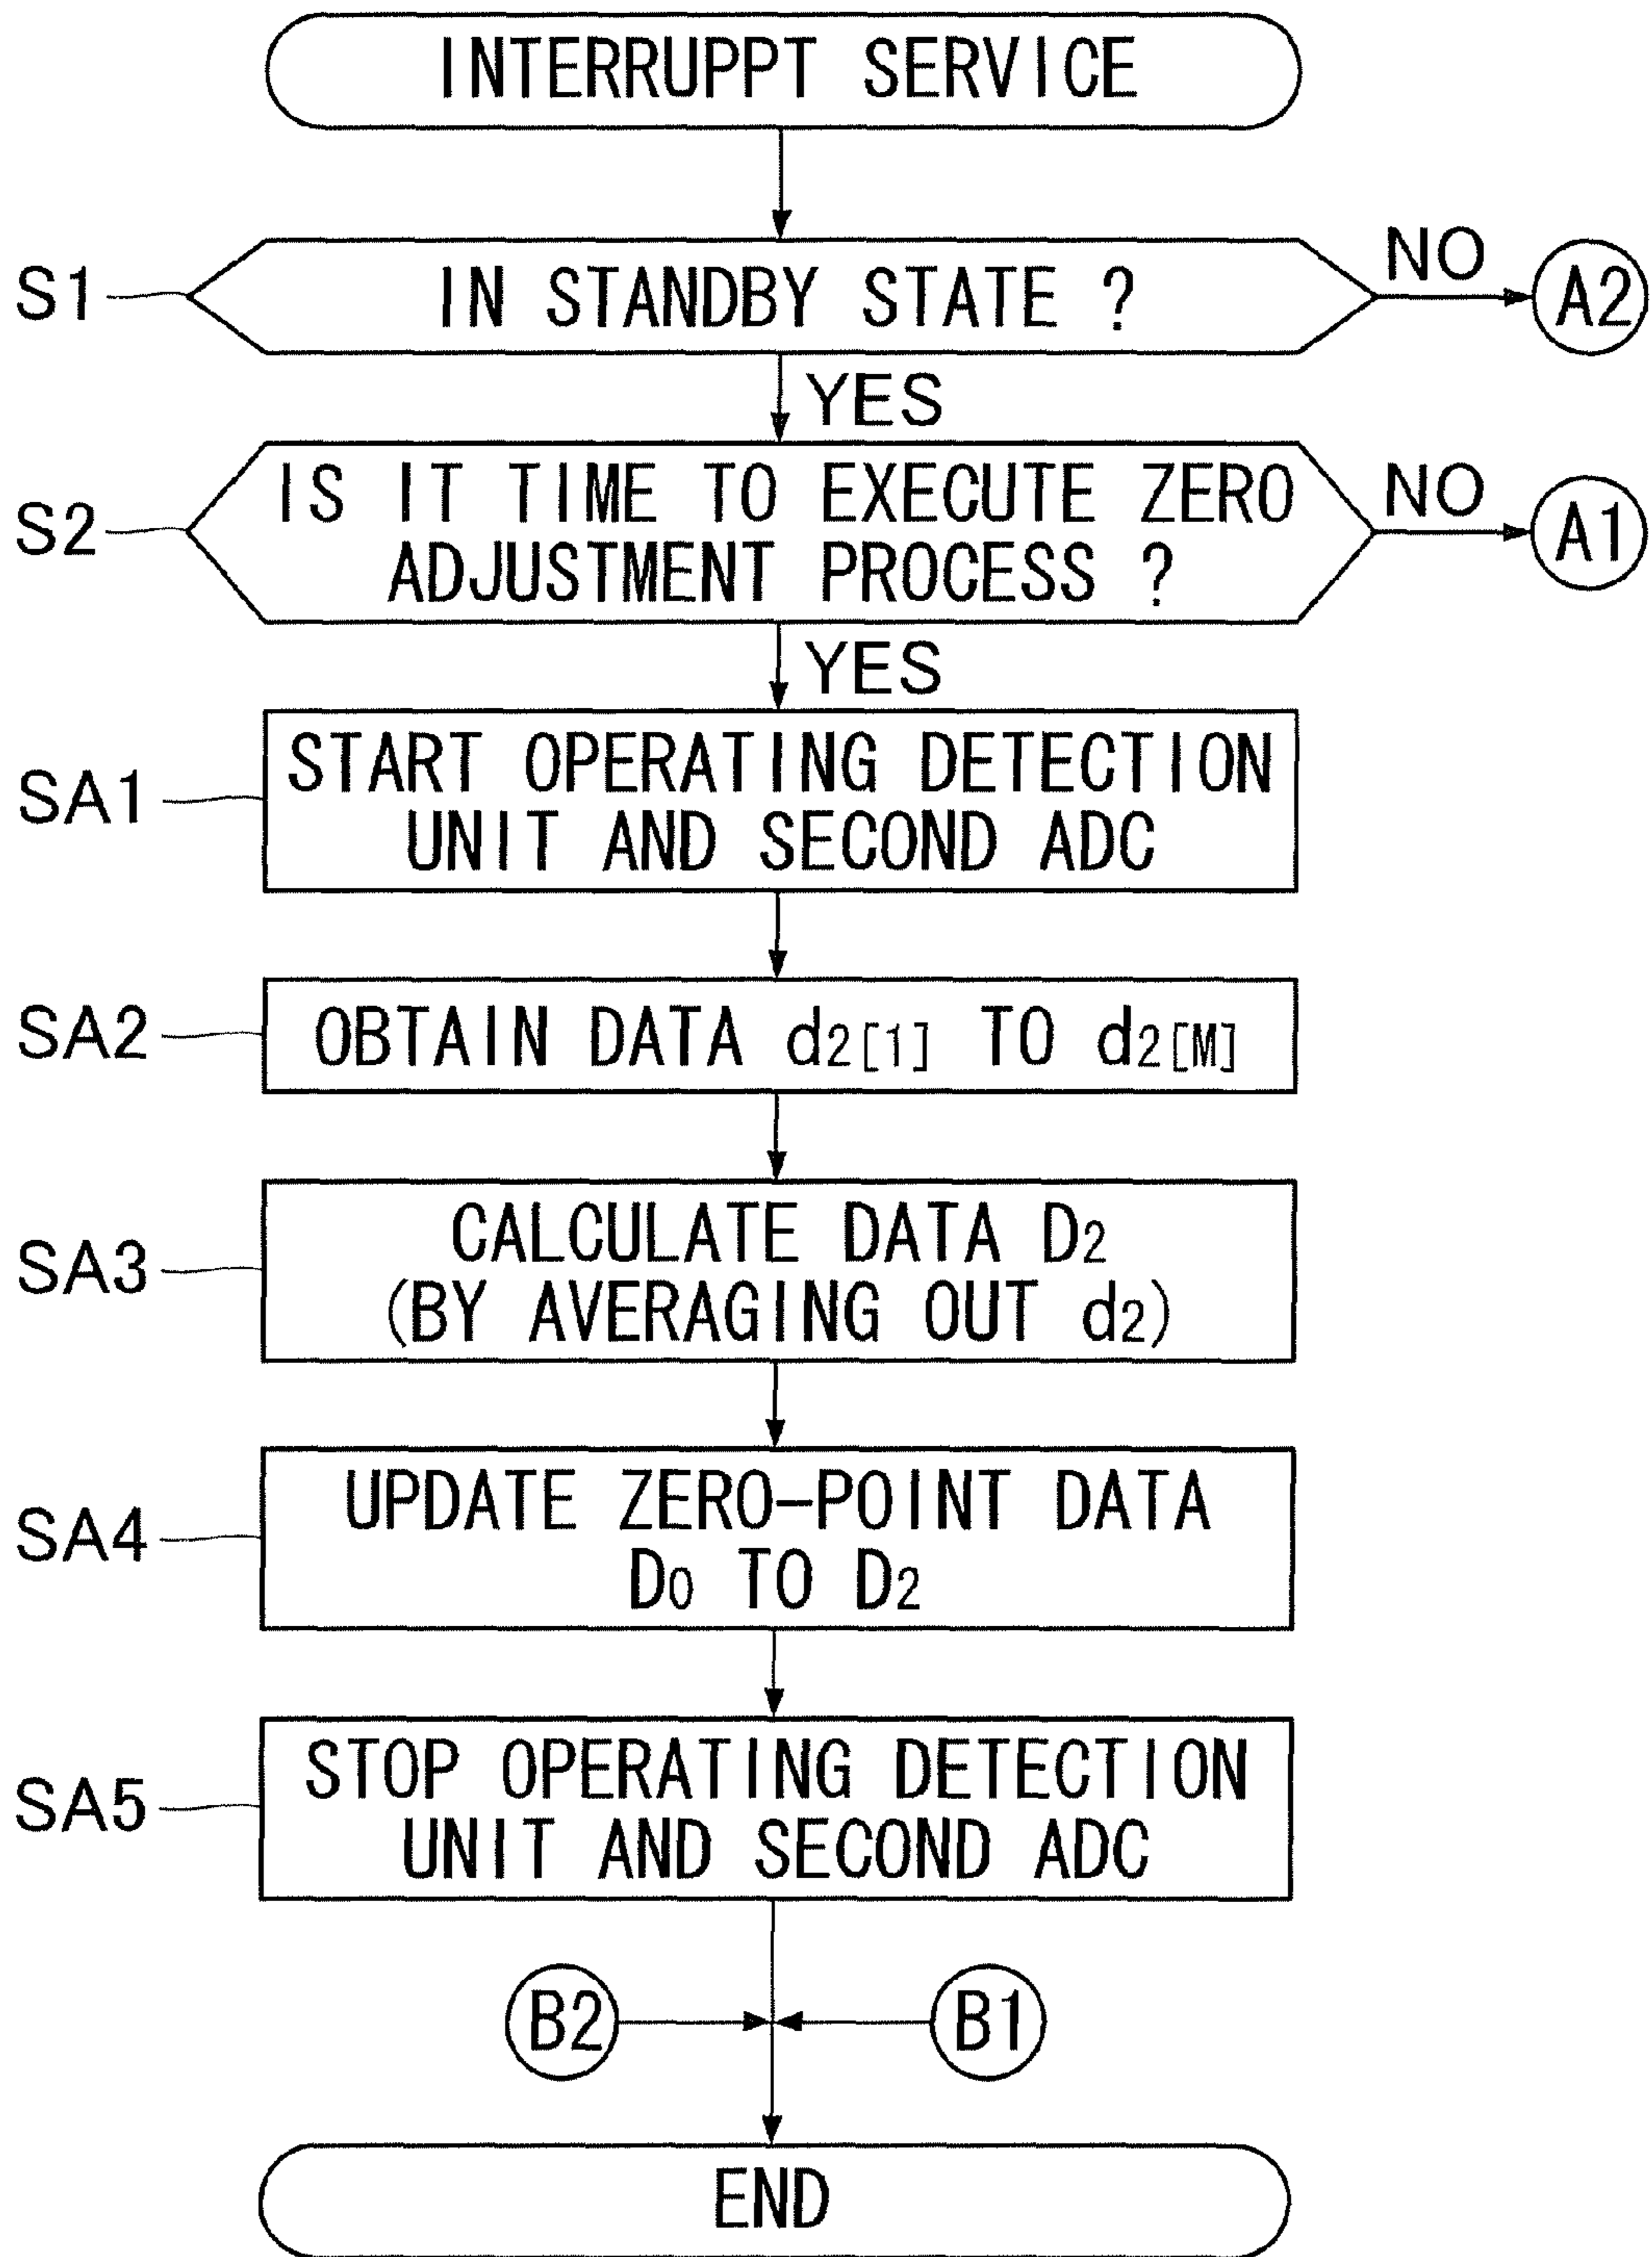 INTERRUPPT SERVICE
S1
IN STANDBY STATE ?
NO
A2
YES
S2
IS IT TIME TO EXECUTE ZERO
ADJUSTMENT PROCESS ?
NO
A1
YES
SA1
START OPERATING DETECTION
UNIT AND SECOND ADC
SA2
OBTAIN DATA d2[1] TO d2[M]
SA3
CALCULATE DATA D2
(BY AVERAGING OUT d2)
SA4
UPDATE ZERO-POINT DATA
D0 TO D2
SA5
STOP OPERATING DETECTION
UNIT AND SECOND ADC
B2
B1
END